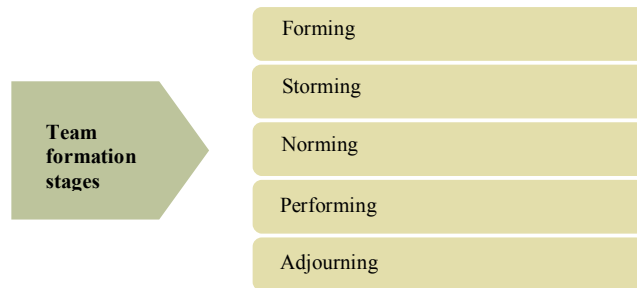 Team
formation
stages
Forming
Storming
Norming
Performing
Adjourning